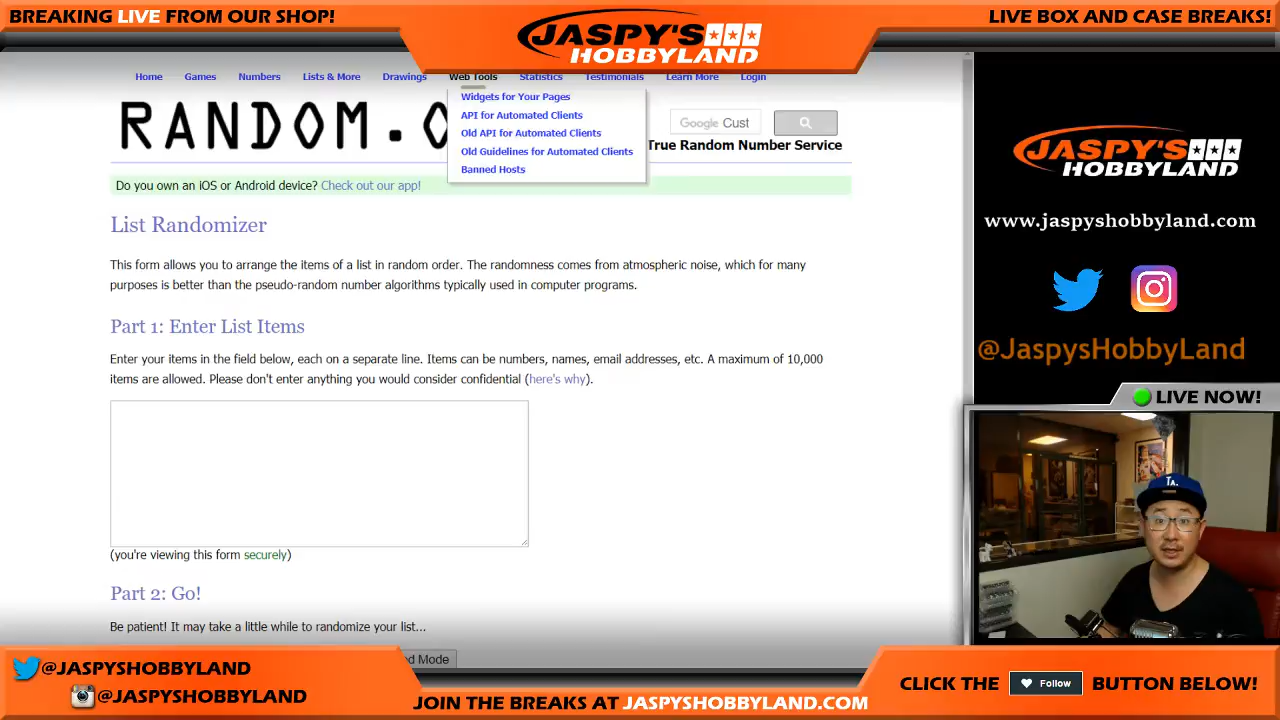 BREAKING LIVE FROM OUR SHOP!
JASPY'S
HOBBYLAND
LIVE BOX AND CASE BREAKS!
Home Games Numbers Lists & More Drawings Web Tools Statistics Testimonials Learn More Login
Widgets for Your Pages
API for Automated Clients
Old API for Automated Clients
Old Guidelines for Automated Clients
Banned Hosts
RANDOM.O
Google Cust
True Random Number Service
Do you own an iOS or Android device? Check out our app!
List Randomizer
This form allows you to arrange the items of a list in random order. The randomness comes from atmospheric noise, which for many
purposes is better than the pseudo-random number algorithms typically used in computer programs.
Part 1: Enter List Items
Enter your items in the field below, each on a separate line. Items can be numbers, names, email addresses, etc. A maximum of 10,000
items are allowed. Please don't enter anything you would consider confidential (here's why).
(you're viewing this form securely)
Part 2: Go!
Be patient! It may take a little while to randomize your list...
d Mode
JASPY'S
HOBBYLAND
www.jaspyshobbyland.com
@JaspysHobbyLand
LIVE NOW!
TA.
@JASPYSHOBBYLAND
@JASPYSHOBBYLAND
JOIN THE BREAKS AT JASPYSHOBBYLAND.COM
CLICK THE Follow BUTTON BELOW!